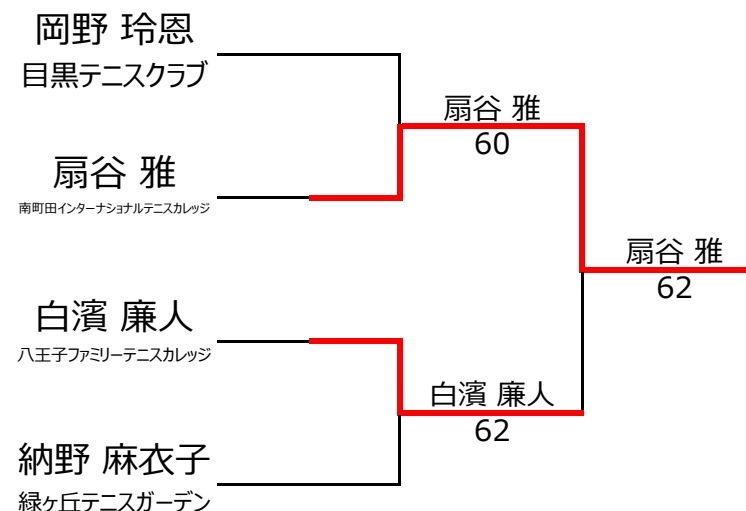 岡野 玲恩
目黒テニスクラブ
扇谷 雅
60
扇谷 雅
南町田インターナショナルテニスカレッジ
扇谷 雅
62
白濱 廉人
八王子ファミリーテニスカレッジ
白濱 廉人
62
納野 麻衣子
緑ヶ丘テニスガーデン